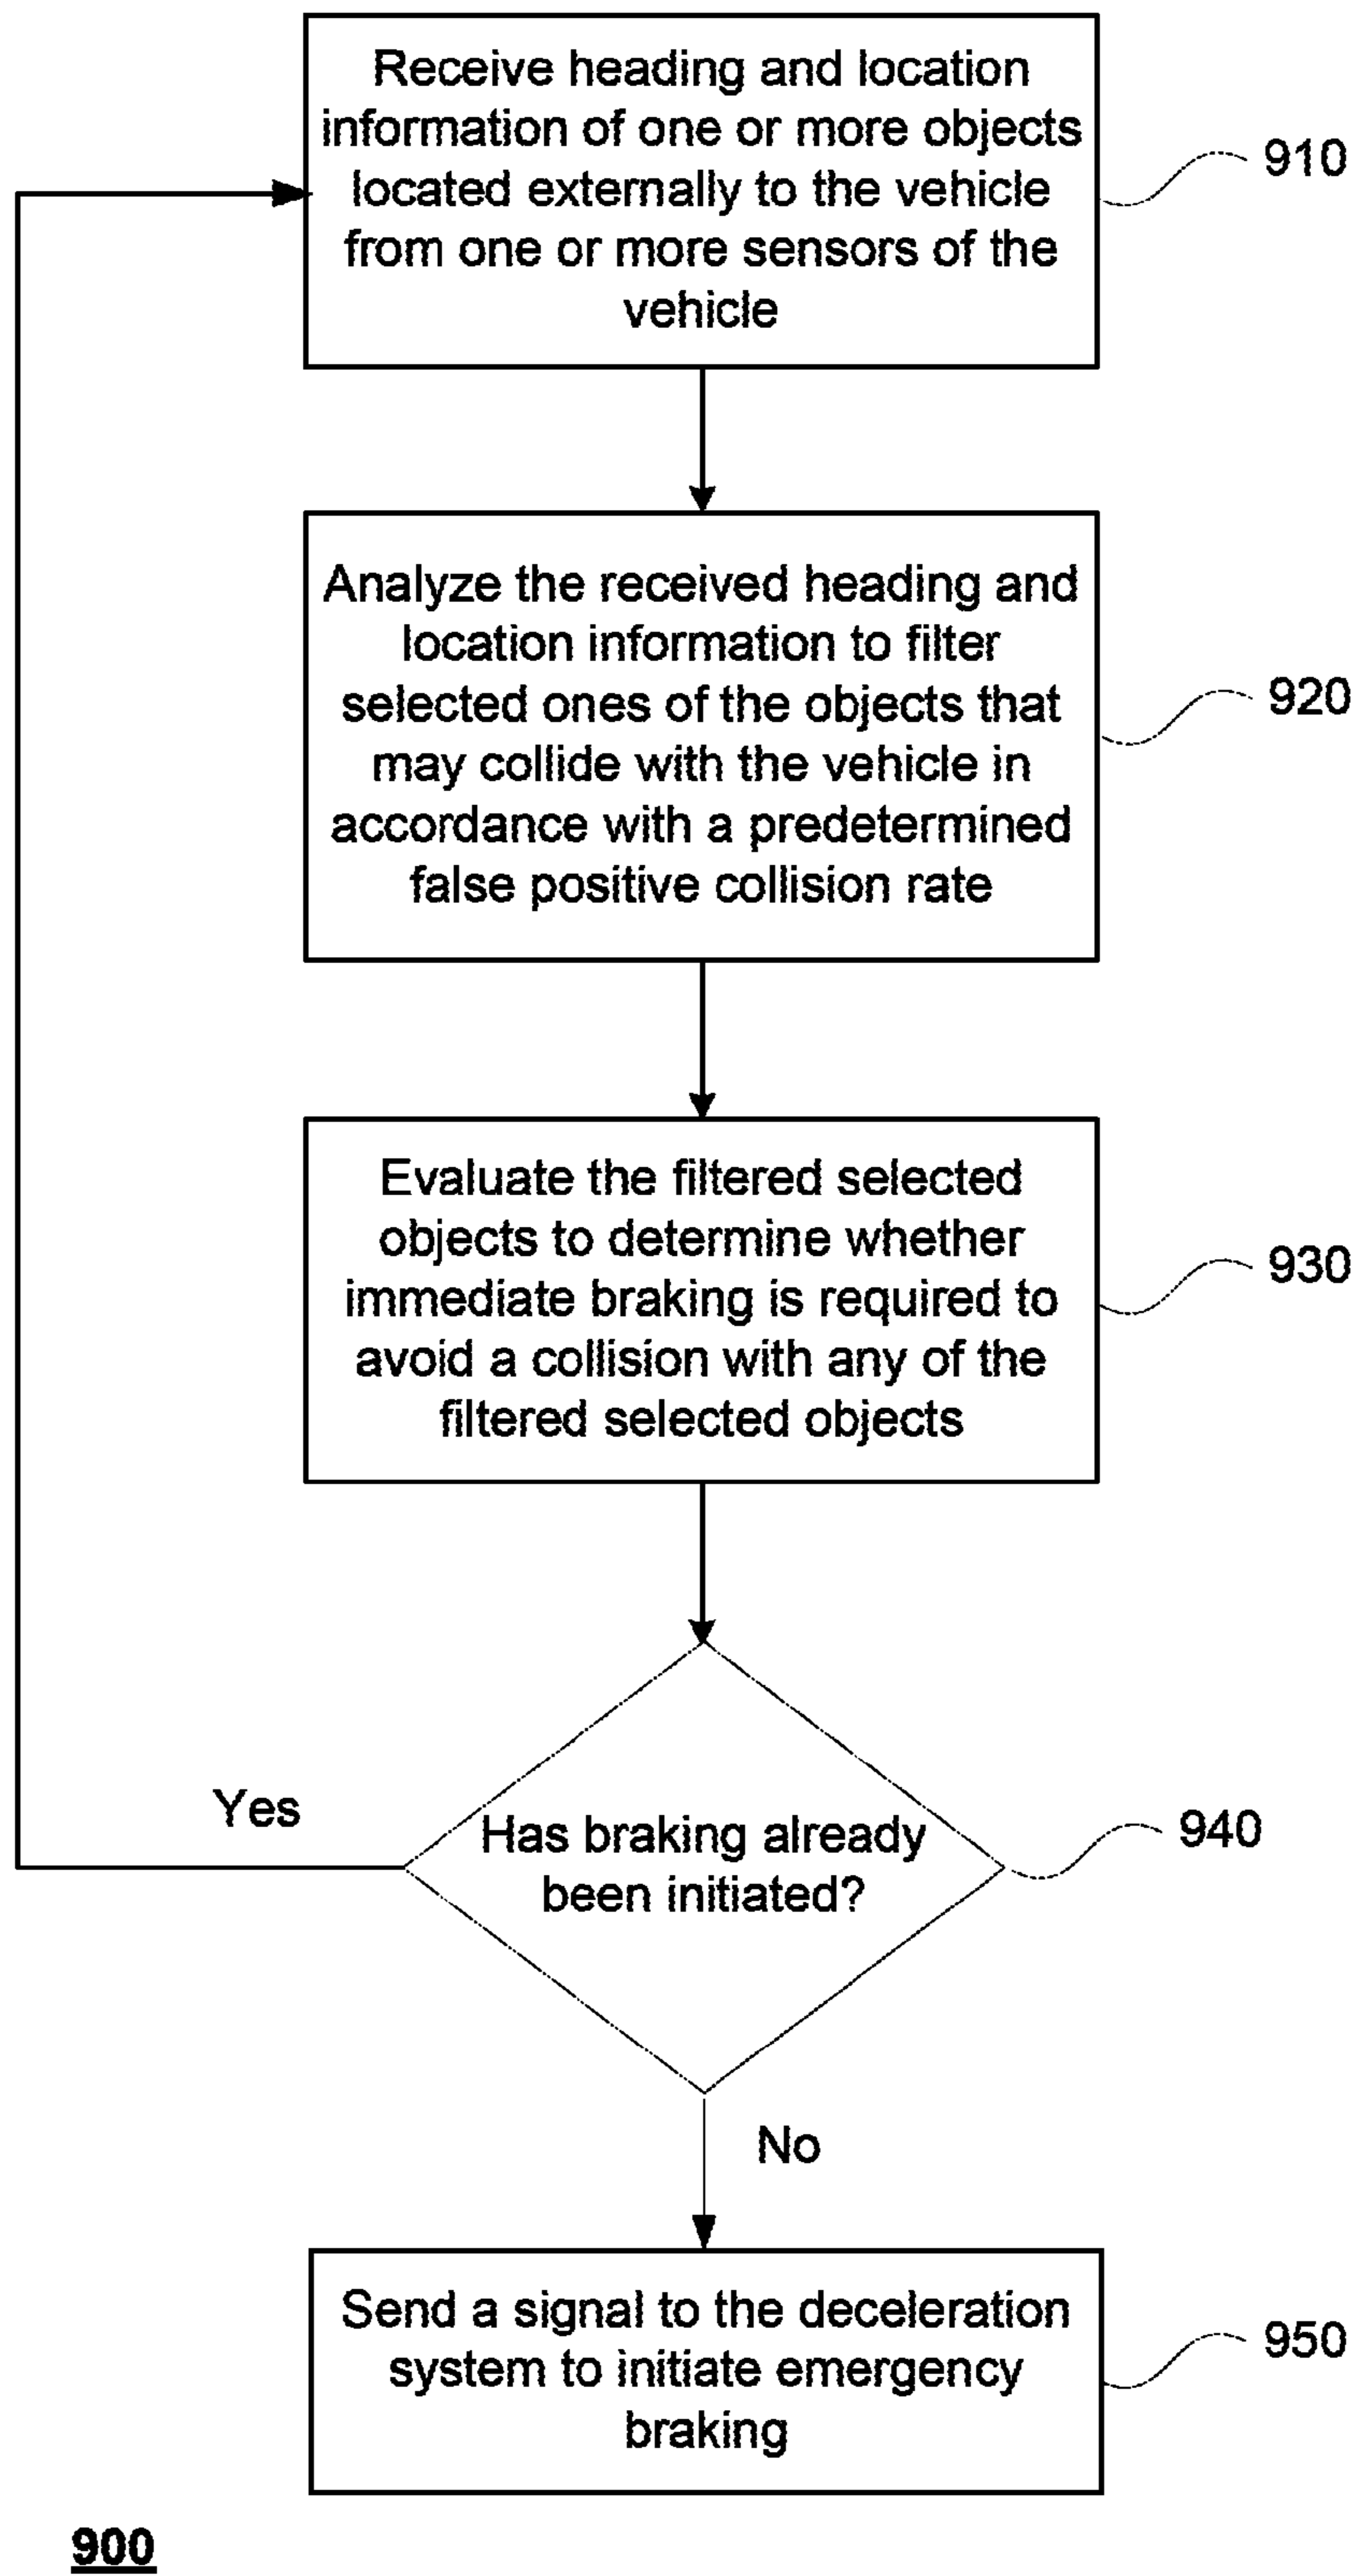 Receive heading and location
information of one or more objects
located externally to the vehicle
from one or more sensors of the
vehicle
910
Analyze the received heading and
location information to filter
selected ones of the objects that
may collide with the vehicle in
accordance with a predetermined
false positive collision rate
920
Evaluate the filtered selected
objects to determine whether
immediate braking is required to
avoid a collision with any of the
filtered selected objects
930
Yes
Has braking already
been initiated?
940
No
Send a signal to the deceleration
system to initiate emergency
braking
950
900